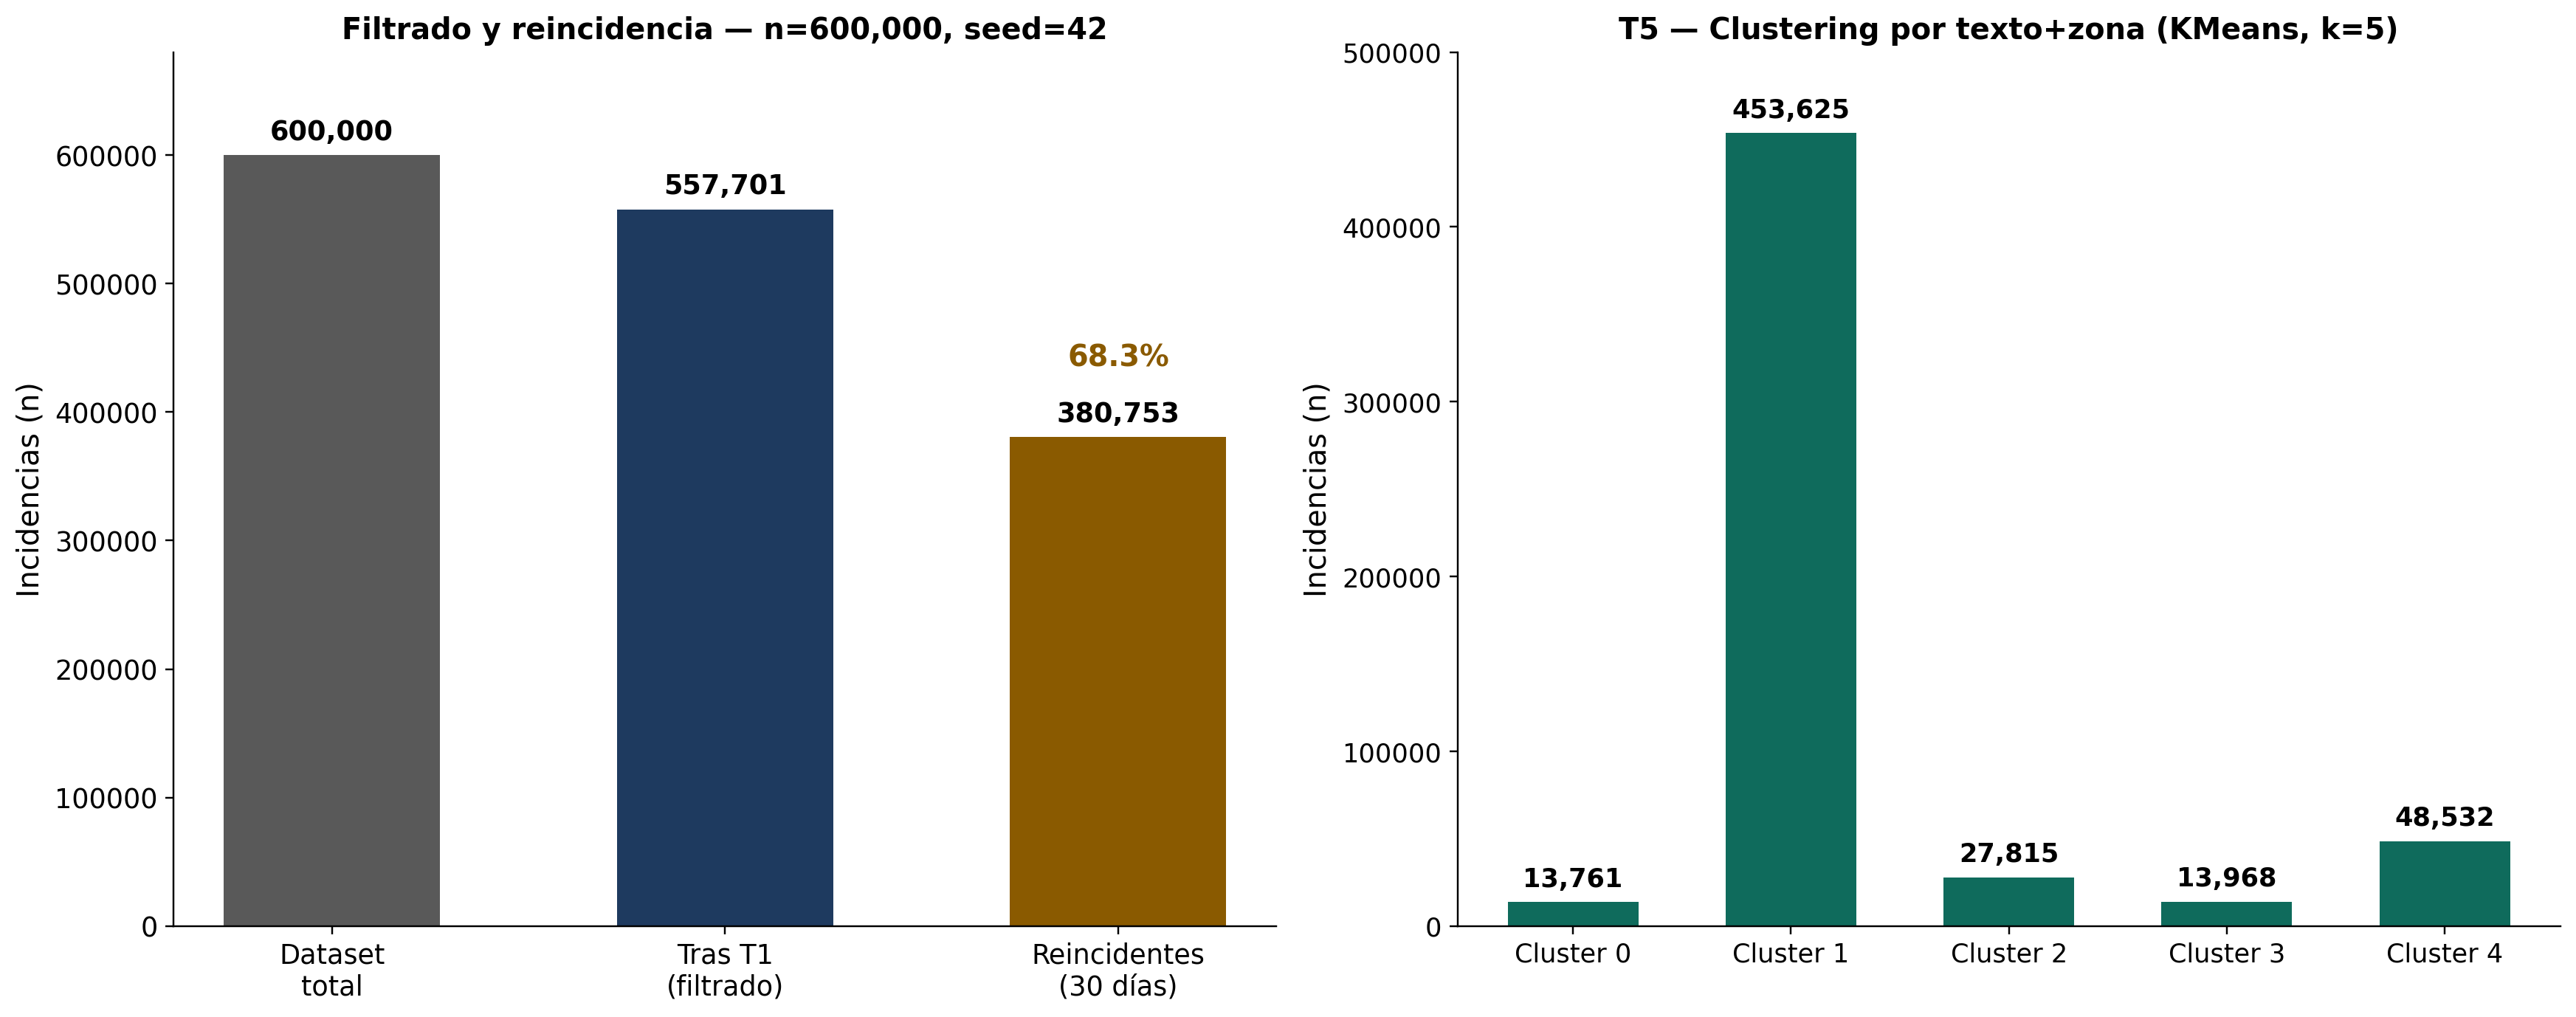 Filtrado y reincidencia — n=600,000, seed=42
Incidencias (n)
600000
500000
400000
300000
200000
100000
0
600,000
557,701
68.3%
380,753
Dataset
total
Tras T1
(filtrado)
Reincidentes
(30 días)
T5 — Clustering por texto+zona (KMeans, k=5)
Incidencias (n)
500000
400000
300000
200000
100000
0
13,761
453,625
27,815
13,968
48,532
Cluster 0
Cluster 1
Cluster 2
Cluster 3
Cluster 4